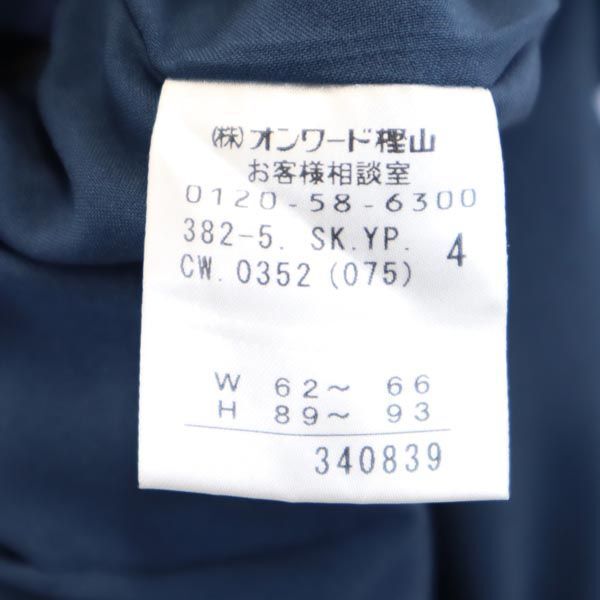 (株)オンワード樫山
お客様相談室
0120-58-6300
382-5. SK.YP. 4
CW.0352(075)
W 62～ 66
H 89～ 93
340839